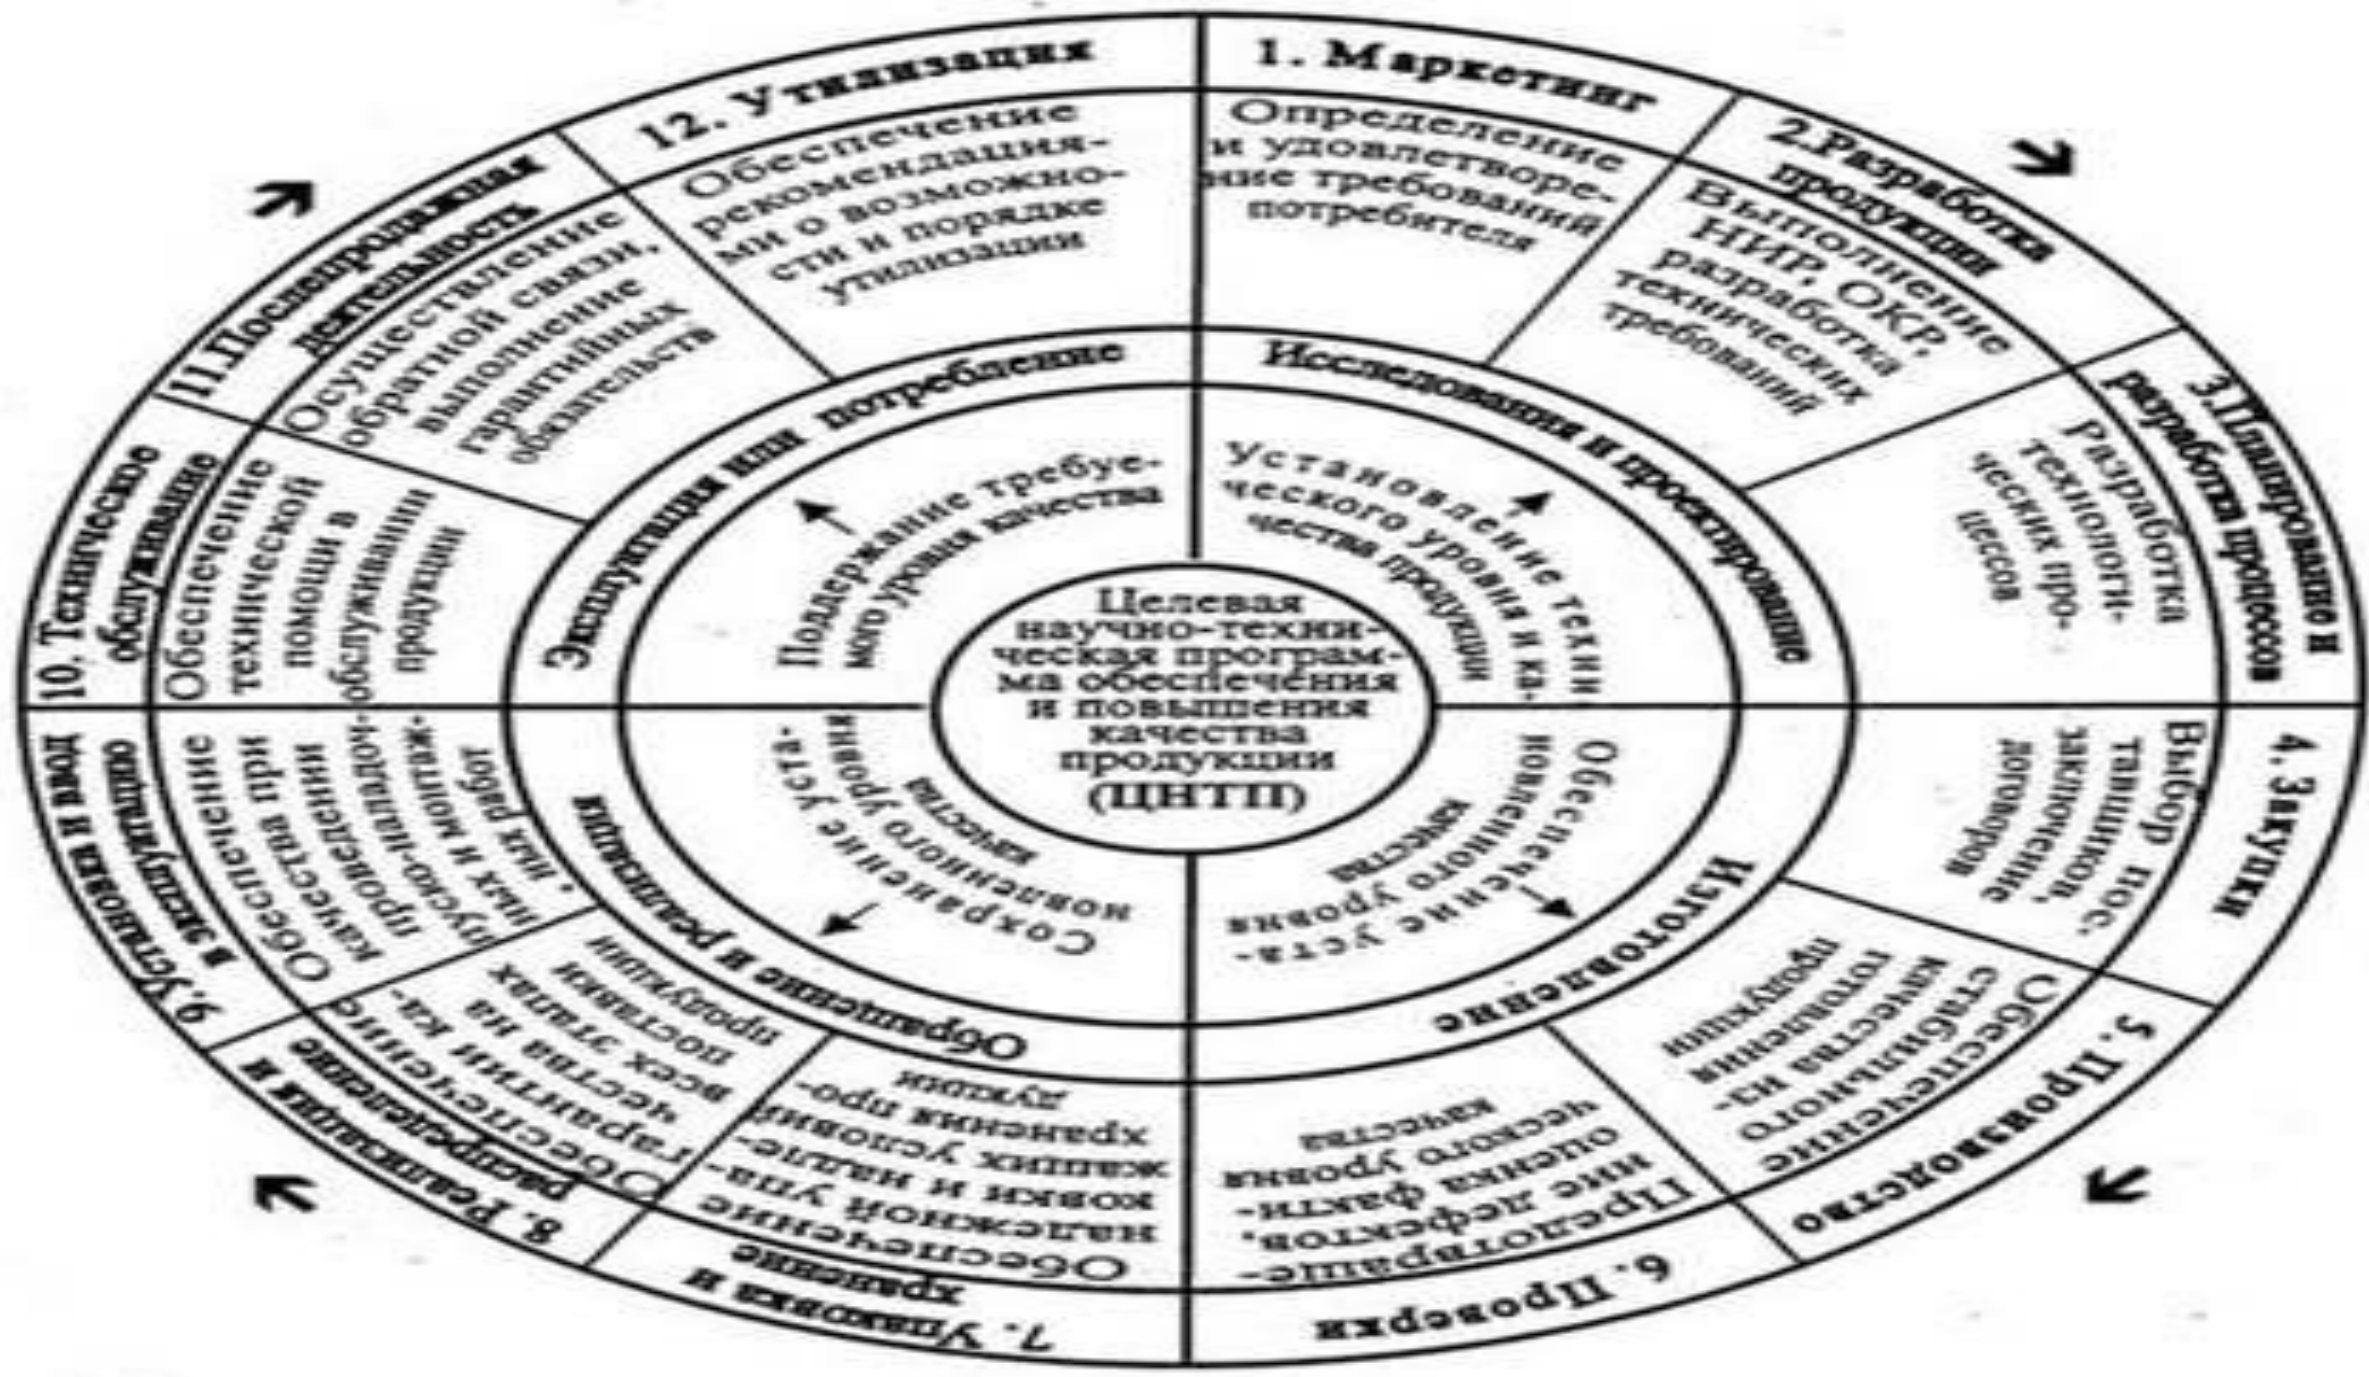 1. Маркетинг
Определение
и удовлетворе-
ние требований
потребителя
2.Разработка
продукции
Выполнение
НИР, ОКР,
разработка
технических
требований
3.Планирование и
разработка процессов
Разработка
технологи-
ческих про-
цессов
4. Закупки
Выбор пос-
тавщиков,
заключение
договоров
5. Производство
Обеспечение
стабильного
качества из-
готовления
продукции
6. Проверки
Предотвраще-
ние дефектов.
оценка факти-
ческого уровня
качества
7. Упаковка и
хранение
Обеспечение
надежной упа-
ковки и надле-
жащих условий
хранения про-
дукции
8. Реализация и
распределение
Обеспечение
гарантии ка-
чества на
всех этапах
поставки
продукции
9. Установка и ввод
в эксплуатацию
Обеспечение
качества при
проведении
пуско-наладоч-
ных и монтаж-
ных работ
10. Техническое
обслуживание
Обеспечение
технической
помощи в
обслуживании
продукции
11.Послепродажная
деятельность
Осуществление
обратной связи,
выполнение
гарантийных
обязательств
12. Утилизация
Обеспечение
рекомендация-
ми о возможно-
сти и порядке
утилизации
Исследования и проектирование
Установление техни-
ческого уровня и ка-
чества продукции
Изготовление
Обеспечение уста-
новленного уровня
качества
Обращение и реализация
Сохранение уста-
новленного уровня
качества
Эксплуатация или потребление
Поддержание требуе-
мого уровня качества
Целевая
научно-техни-
ческая програм-
ма обеспечения
и повышения
качества
продукции
(ЦНТП)